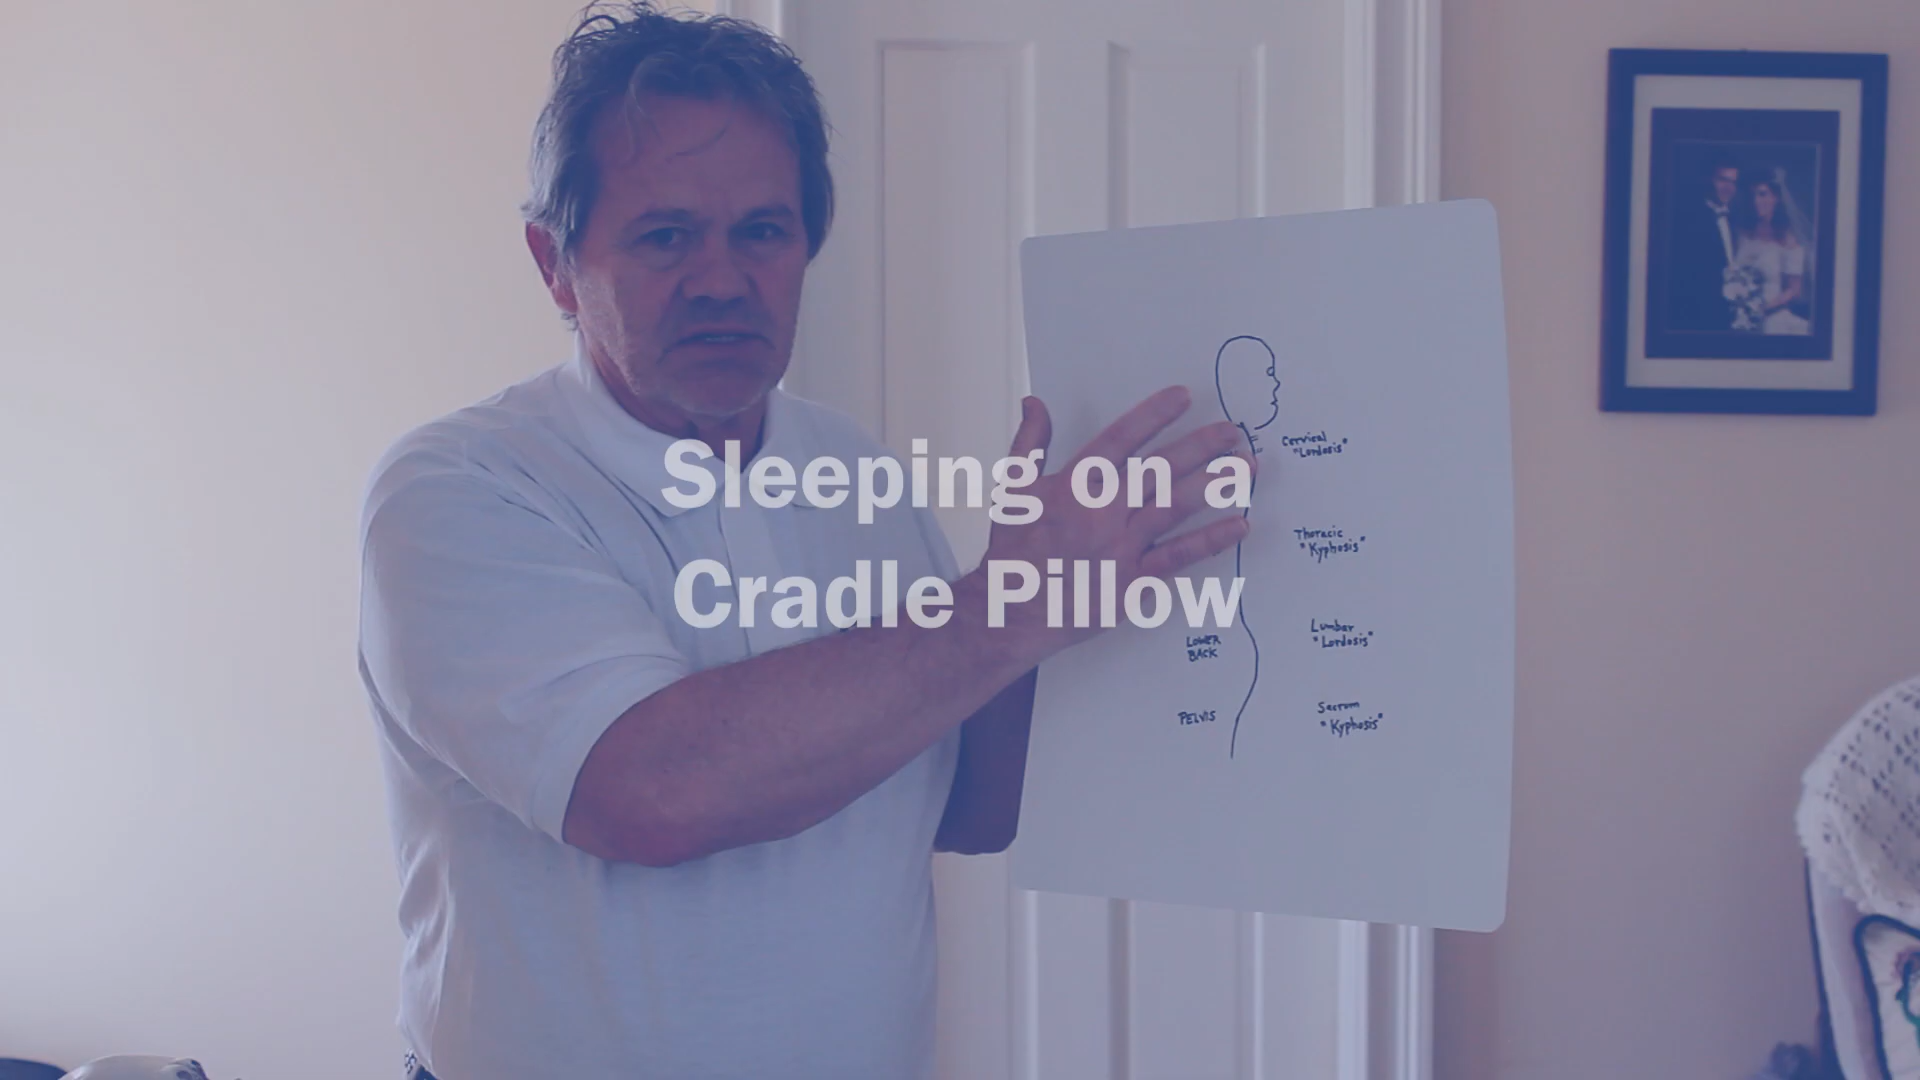 Sleeping on a
Cradle Pillow
Cervical
"Lordosis"
Thoracic
"Kyphosis"
LOWER
BACK
Lumbar
"Lordosis"
PELVIS
Sacrum
"Kyphosis"